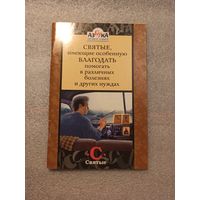 АЗБУКА
СВЯТЫЕ,
имеющие особенную
БЛАГОДАТЬ
помогать
в различных
болезнях
и других нуждах
С
Святые